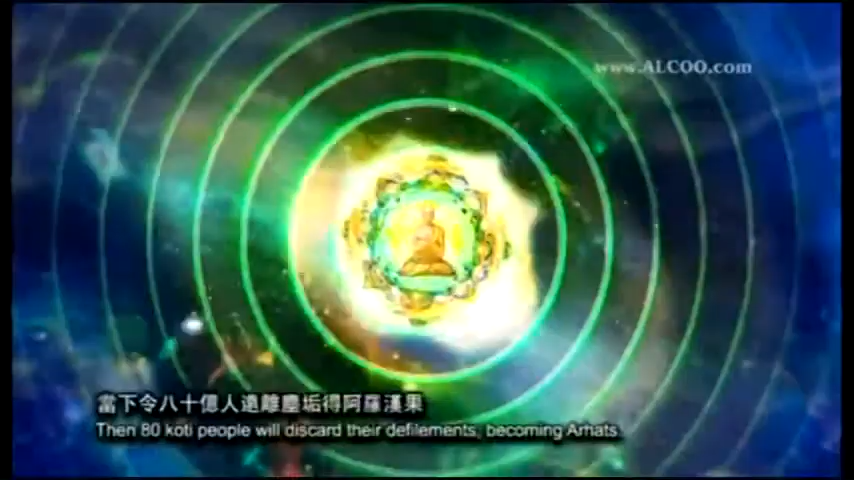 www.ALCOO.com
當下令八十億人遠離塵垢得阿羅漢果
Then 80 koti people will discard their defilements, becoming Arhats.